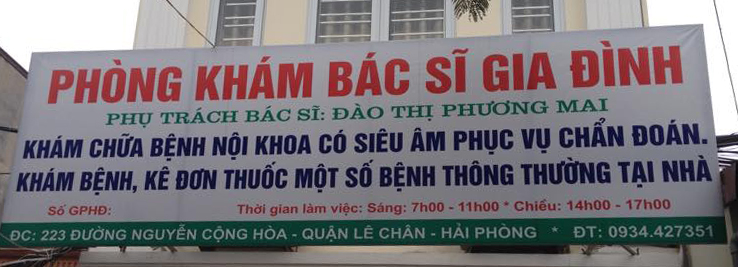 PHÒNG KHÁM BÁC SĨ GIA ĐÌNH
PHỤ TRÁCH BÁC SĨ: ĐÀO THỊ PHƯƠNG MAI
KHÁM CHỮA BỆNH NỘI KHOA CÓ SIÊU ÂM PHỤC VỤ CHẨN ĐOÁN.
KHÁM BỆNH, KÊ ĐƠN THUỐC MỘT SỐ BỆNH THÔNG THƯỜNG TẠI NHÀ
Số GPHĐ: Thời gian làm việc: Sáng: 7h00 - 11h00 * Chiều: 14h00 - 17h00
ĐC: 223 ĐƯỜNG NGUYỄN CÔNG HÒA - QUẬN LÊ CHÂN - HẢI PHÒNG * ĐT: 0934.427351